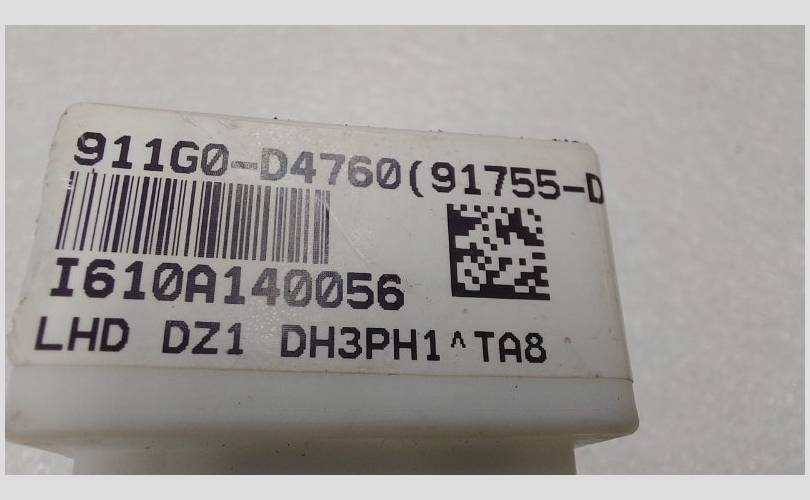 911G0-D4760(91755-D
I610A140056
LHD DZ1 DH3PH1^TA8